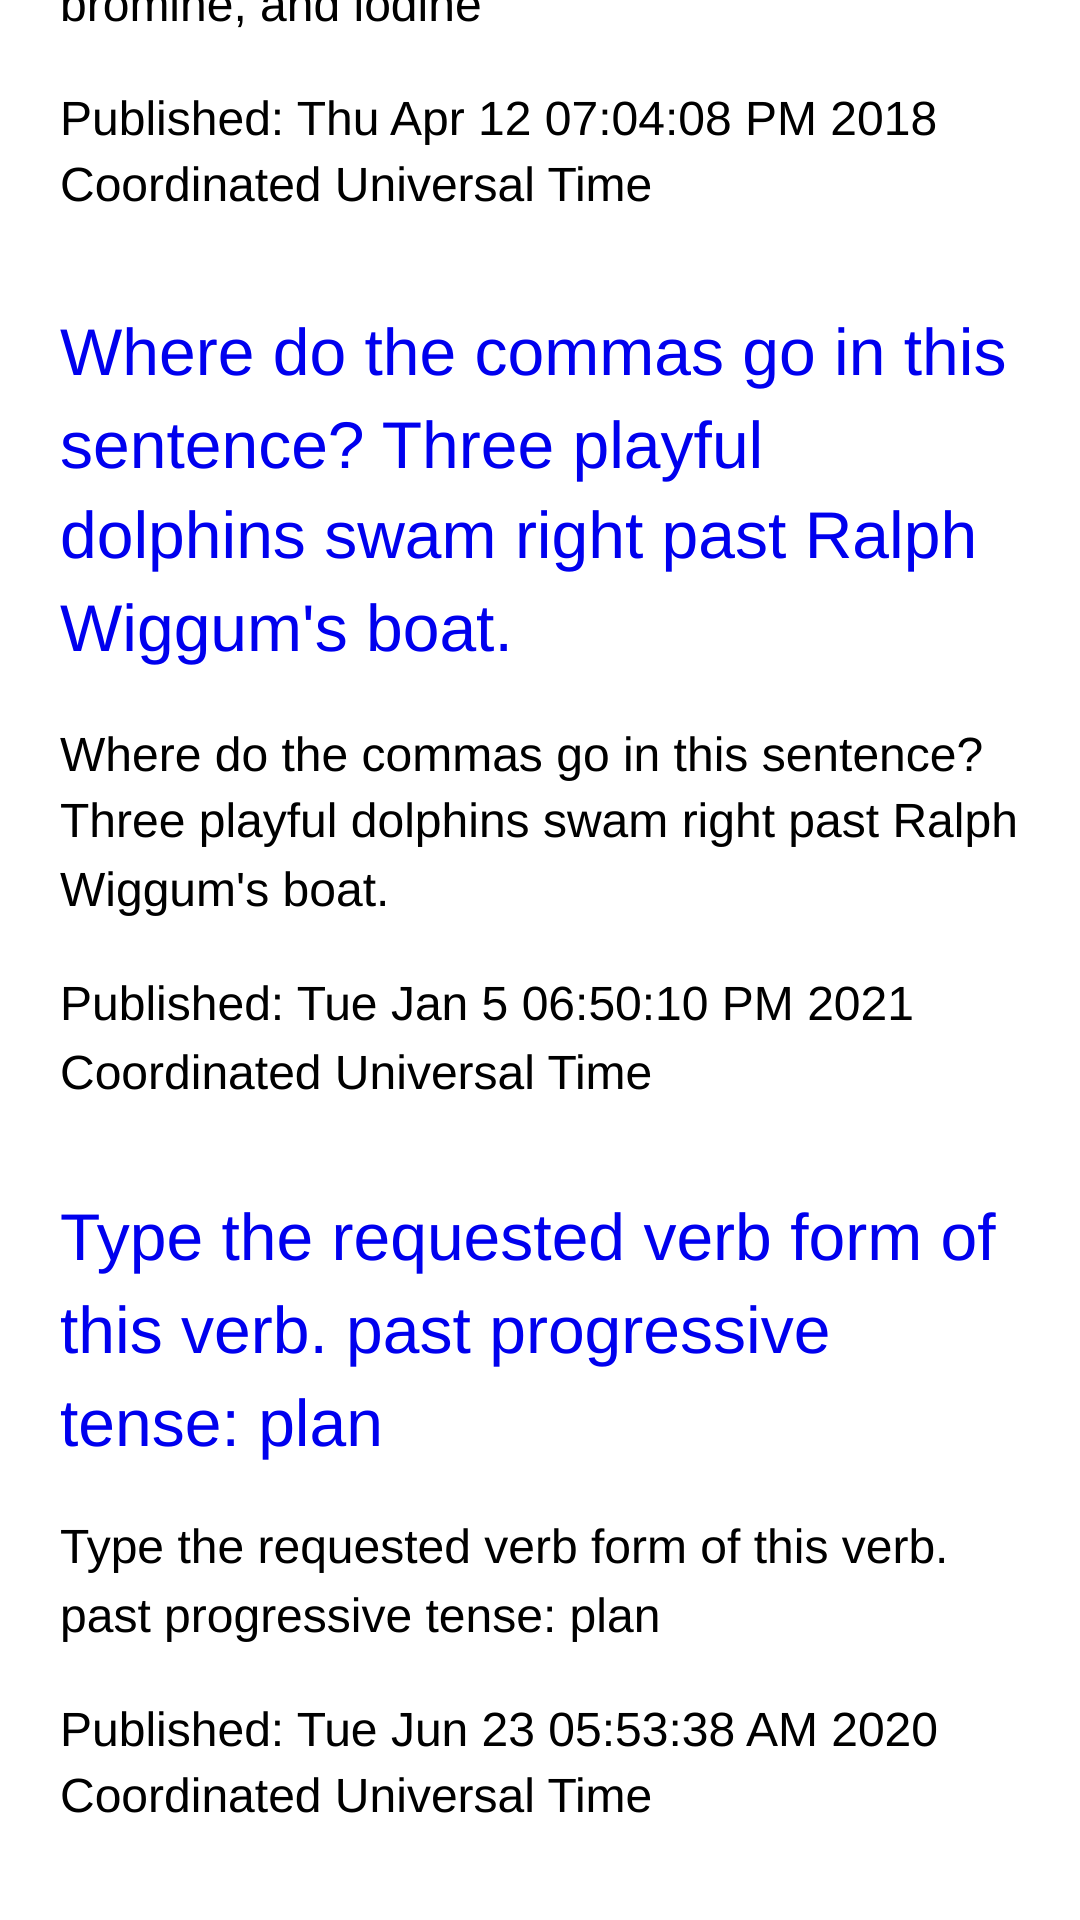 bromine, and iodine
Published: Thu Apr 12 07:04:08 PM 2018
Coordinated Universal Time
Where do the commas go in this
sentence? Three playful
dolphins swam right past Ralph
Wiggum's boat.
Where do the commas go in this sentence?
Three playful dolphins swam right past Ralph
Wiggum's boat.
Published: Tue Jan 5 06:50:10 PM 2021
Coordinated Universal Time
Type the requested verb form of
this verb. past progressive
tense: plan
Type the requested verb form of this verb.
past progressive tense: plan
Published: Tue Jun 23 05:53:38 AM 2020
Coordinated Universal Time